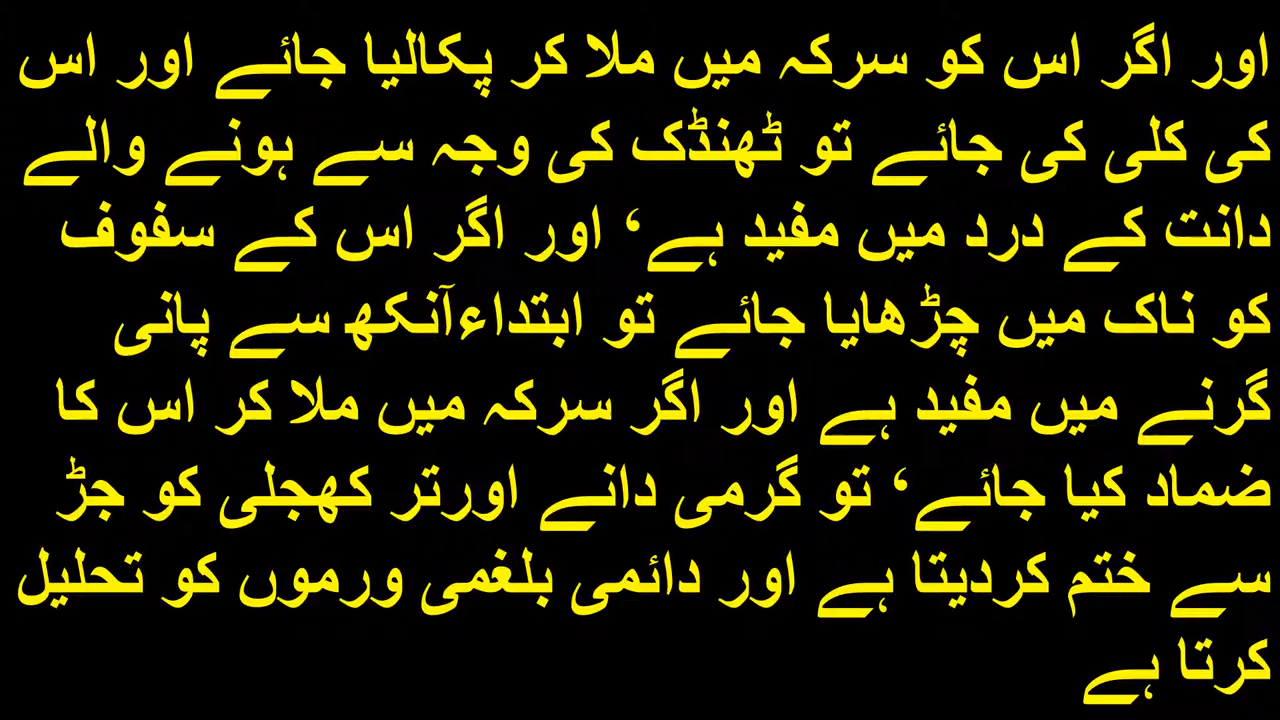 اور اگر اس کو سرکہ میں ملا کر پکالیا جائے اور اس
کی کلی کی جائے تو ٹھنڈک کی وجہ سے ہونے والے
دانت کے درد میں مفید ہے‘ اور اگر اس کے سفوف
کو ناک میں چڑھایا جائے تو ابتداءآنکھ سے پانی
گرنے میں مفید ہے اور اگر سرکہ میں ملا کر اس کا
ضماد کیا جائے‘ تو گرمی دانے اورتر کھجلی کو جڑ
سے ختم کردیتا ہے اور دائمی بلغمی ورموں کو تحلیل
کرتا ہے